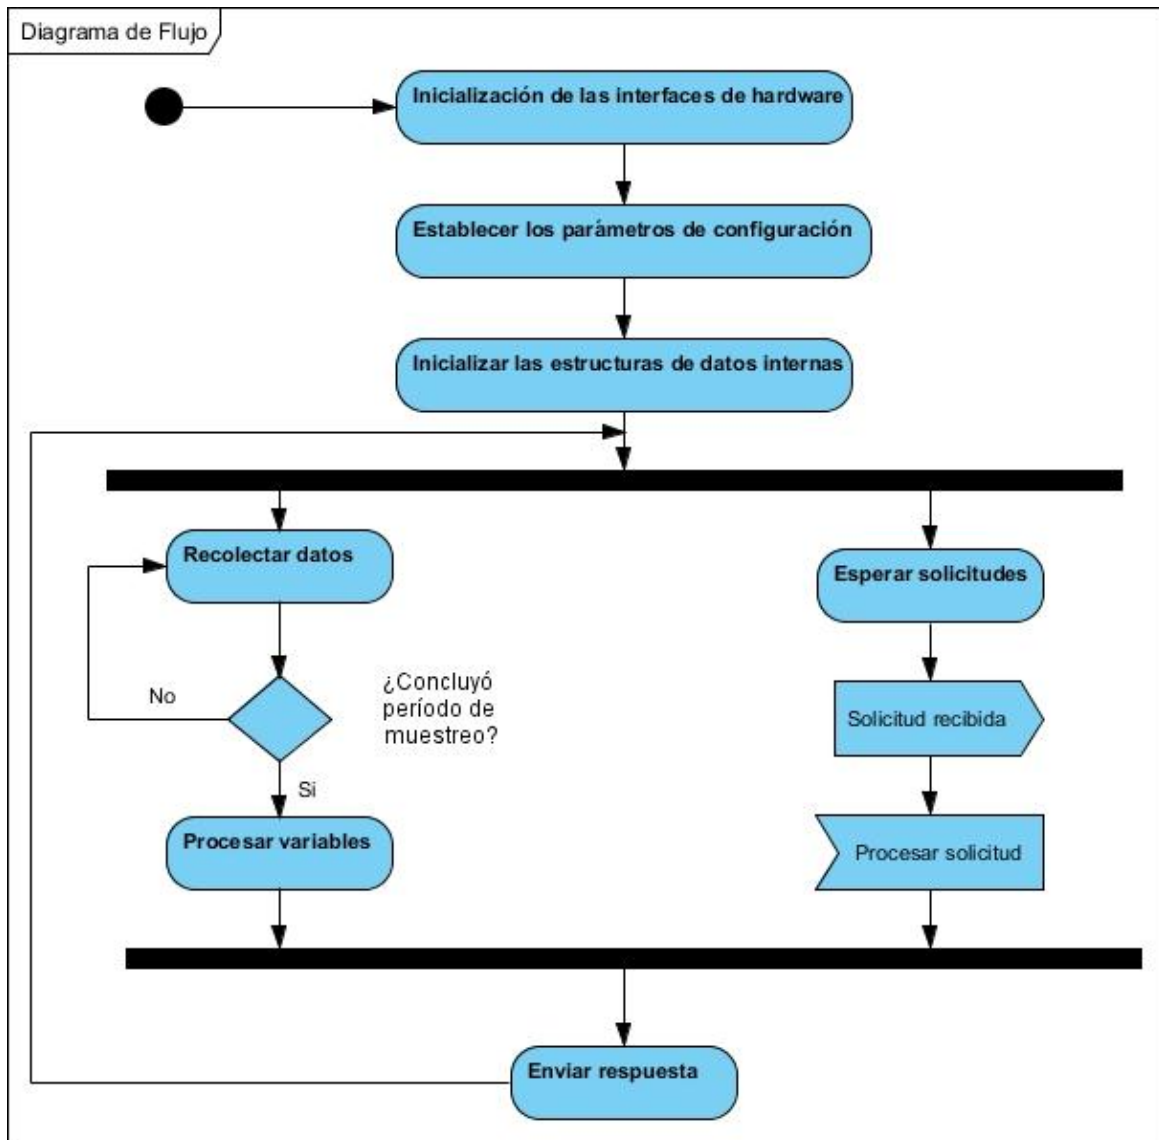 Diagrama de Flujo
Inicialización de las interfaces de hardware
Establecer los parámetros de configuración
Inicializar las estructuras de datos internas
Recolectar datos
No
¿Concluyó
período de
muestreo?
Si
Procesar variables
Esperar solicitudes
Solicitud recibida
Procesar solicitud
Enviar respuesta